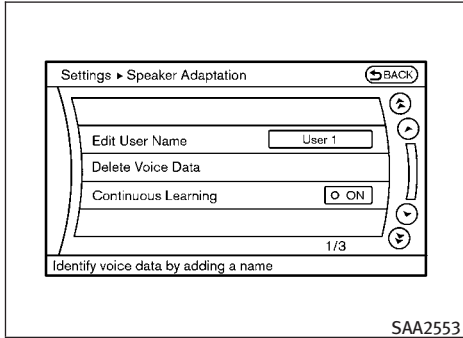 Settings ▸ Speaker Adaptation BACK
Edit User Name User 1
Delete Voice Data
Continuous Learning ON
1/3
Identify voice data by adding a name
SAA2553